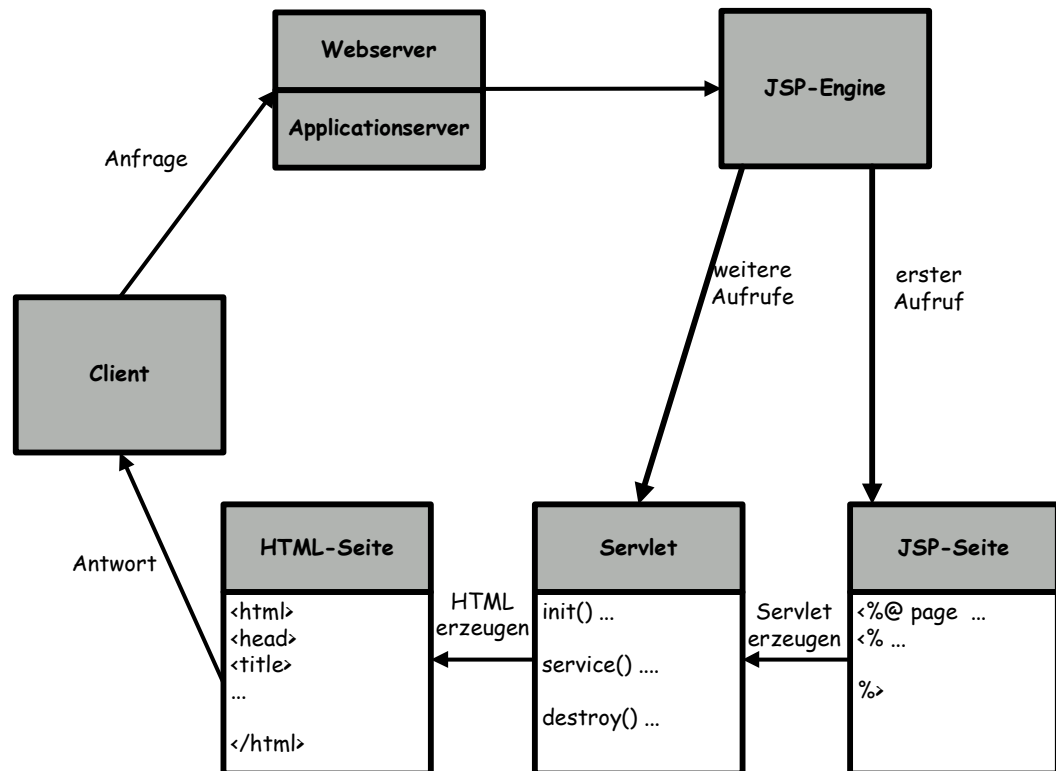 Webserver
Applicationserver
JSP-Engine
Anfrage
weitere
Aufrufe
erster
Aufruf
Client
Antwort
HTML-Seite
<html>
<head>
<title>
...
</html>
HTML
erzeugen
Servlet
init() ...
service() ....
destroy() ...
Servlet
erzeugen
JSP-Seite
<%@ page ...
<% ...
%>